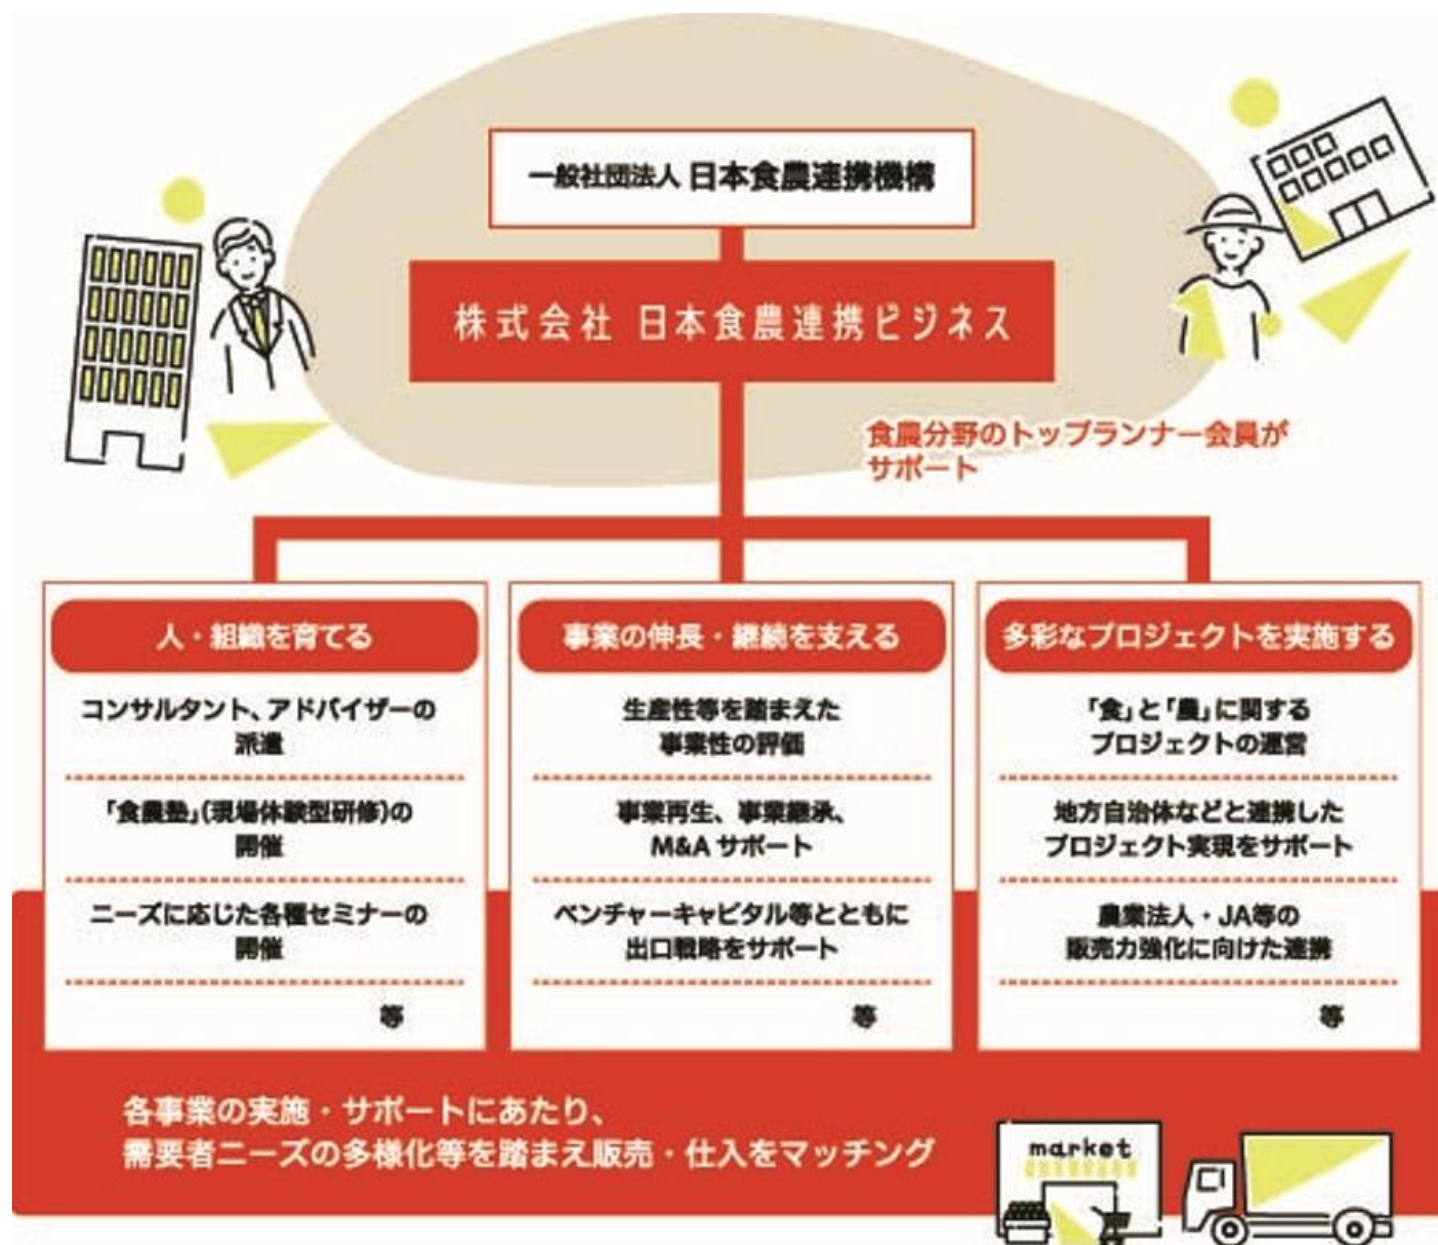 一般社団法人 日本食農連携機構
株式会社 日本食農連携ビジネス
食農分野のトップランナー会員が
サポート
人・組織を育てる
コンサルタント、アドバイザーの
派遣
「食農塾」(現場体験型研修)の
開催
ニーズに応じた各種セミナーの
開催
等
事業の伸長・継続を支える
生産性等を踏まえた
事業性の評価
事業再生、事業継承、
M&A サポート
ベンチャーキャピタル等とともに
出口戦略をサポート
等
多彩なプロジェクトを実施する
「食」と「農」に関する
プロジェクトの運営
地方自治体などと連携した
プロジェクト実現をサポート
農業法人・JA等の
販売力強化に向けた連携
等
各事業の実施・サポートにあたり、
需要者ニーズの多様化等を踏まえ販売・仕入をマッチング
market